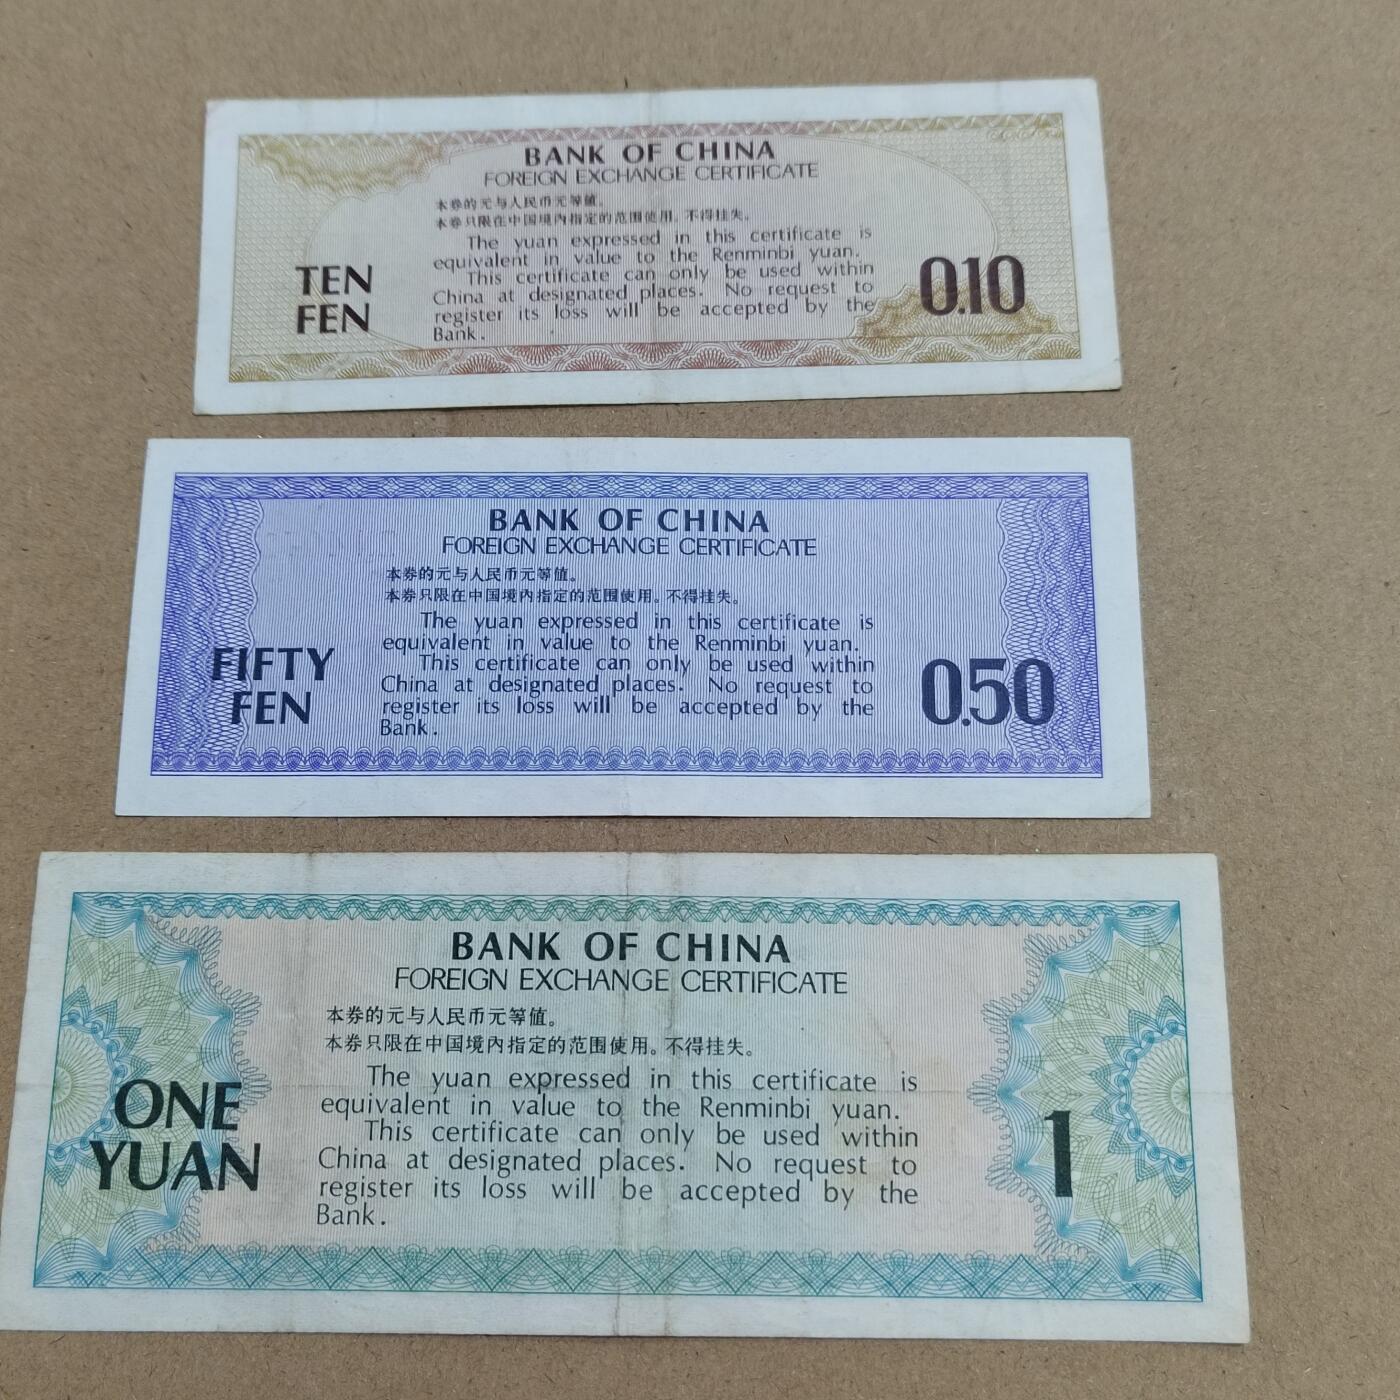 BANK OF CHINA
FOREIGN EXCHANGE CERTIFICATE
本券的元与人民币元等值。
本券只限在中国境内指定的范围使用。不得挂失。
The yuan expressed in this certificate is
equivalent in value to the Renminbi yuan.
This certificate can only be used within
China at designated places. No request to
register its loss will be accepted by the
Bank.
TEN
FEN
0.10
BANK OF CHINA
FOREIGN EXCHANGE CERTIFICATE
本券的元与人民币元等值。
本券只限在中国境内指定的范围使用。不得挂失。
The yuan expressed in this certificate is
equivalent in value to the Renminbi yuan.
This certificate can only be used within
China at designated places. No request to
register its loss will be accepted by the
Bank.
FIFTY
FEN
0.50
BANK OF CHINA
FOREIGN EXCHANGE CERTIFICATE
本券的元与人民币元等值。
本券只限在中国境内指定的范围使用。不得挂失。
The yuan expressed in this certificate is
equivalent in value to the Renminbi yuan.
This certificate can only be used within
China at designated places. No request to
register its loss will be accepted by the
Bank.
ONE
YUAN
1